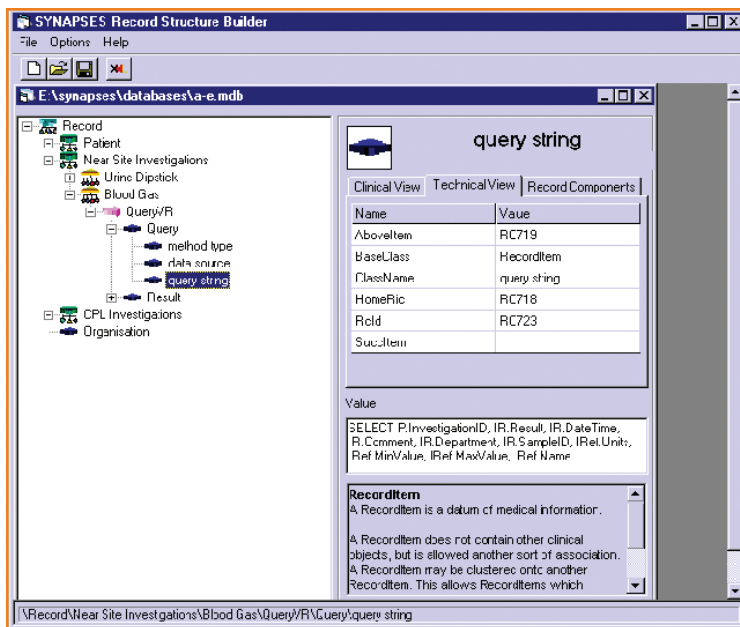 SYNAPSES Record Structure Builder
File Options Help
E:\synapses\databases\a-e.mdb
Record
Patient
Near Site Investigations
Urine Dipstick
Blood Gas
QueryVR
Query
method type
data source
query string
Result
CPL Investigations
Organisation
query string
Clinical View Technical View Record Components
Name Value
AboveItem RC719
BaseClass RecordItem
ClassName query string
HomeRic RC718
RcId RC723
SuccItem
Value
SELECT P.InvestigationID, IR.Result, IR.DateTime,
IR.Comment, IR.Department, IR.SampleID, IRef.Units,
IRef.MinValue, IRef.MaxValue, IRef.Name
RecordItem
A RecordItem is a datum of medical information.
A RecordItem does not contain other clinical
objects, but is allowed another sort of association.
A RecordItem may be clustered onto another
RecordItem. This allows RecordItems which
\Record\Near Site Investigations\Blood Gas\QueryVR\Query\query string